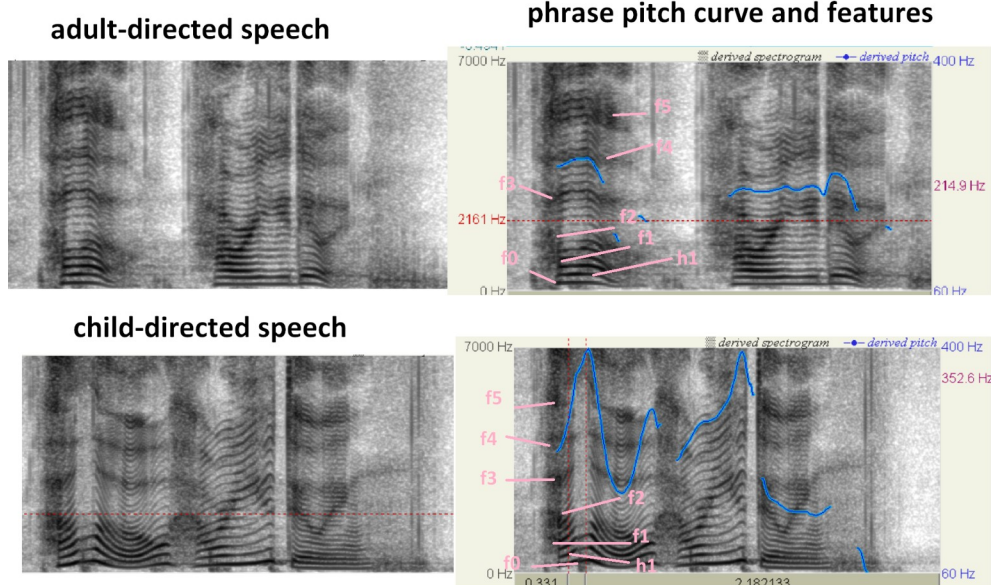 adult-directed speech
phrase pitch curve and features
7000 Hz
derived spectrogram
derived pitch
400 Hz
f5
f4
f3
214.9 Hz
2161 Hz
f2
f1
f0
h1
0 Hz
60 Hz
child-directed speech
7000 Hz
derived spectrogram
derived pitch
400 Hz
352.6 Hz
f5
f4
f3
f2
f1
f0
h1
0 Hz
60 Hz
0.331
2.182133